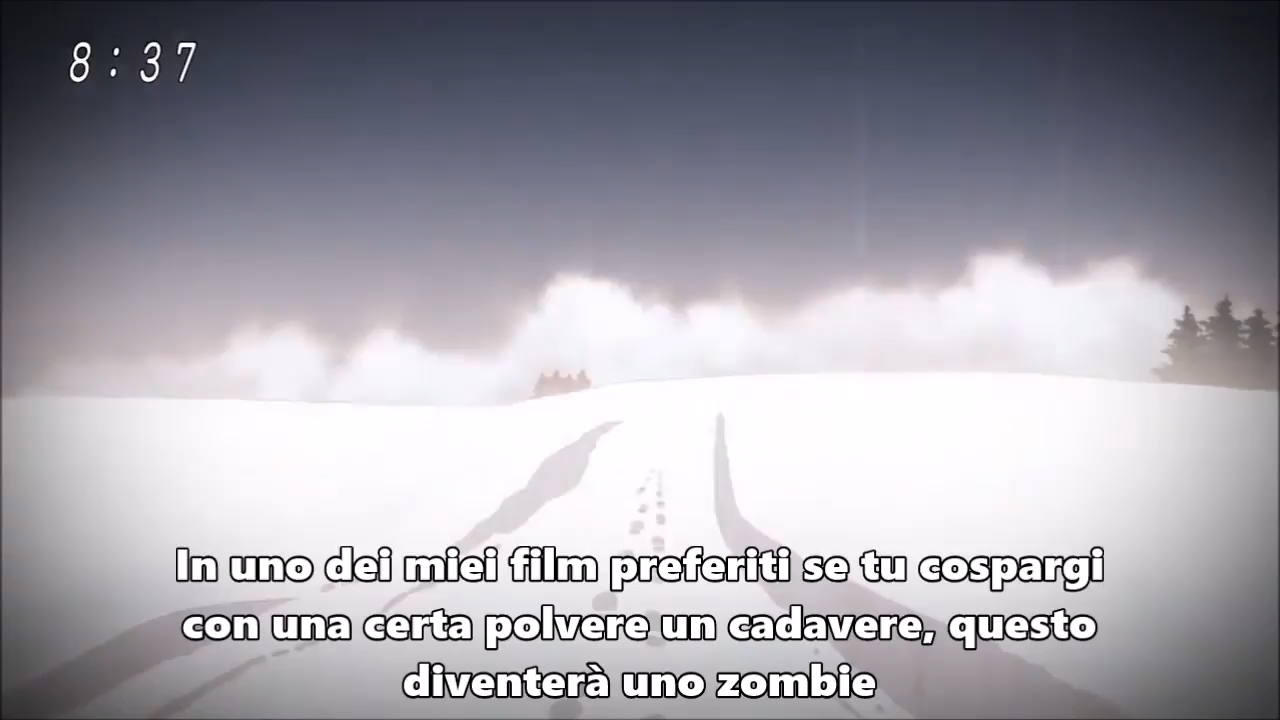 8:37
In uno dei miei film preferiti se tu cospargi
con una certa polvere un cadavere, questo
diventerà uno zombie